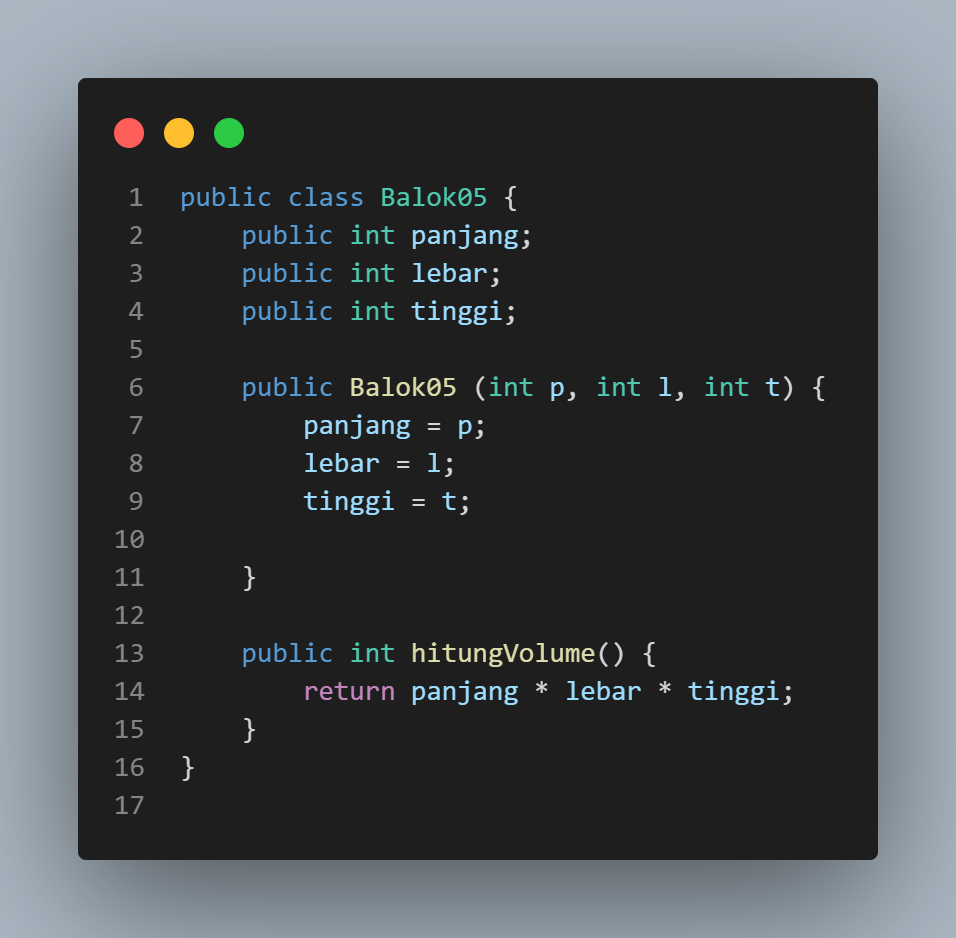 1 public class Balok05 {
2     public int panjang;
3     public int lebar;
4     public int tinggi;
5
6     public Balok05 (int p, int l, int t) {
7         panjang = p;
8         lebar = l;
9         tinggi = t;
10
11     }
12
13     public int hitungVolume() {
14         return panjang * lebar * tinggi;
15     }
16 }
17